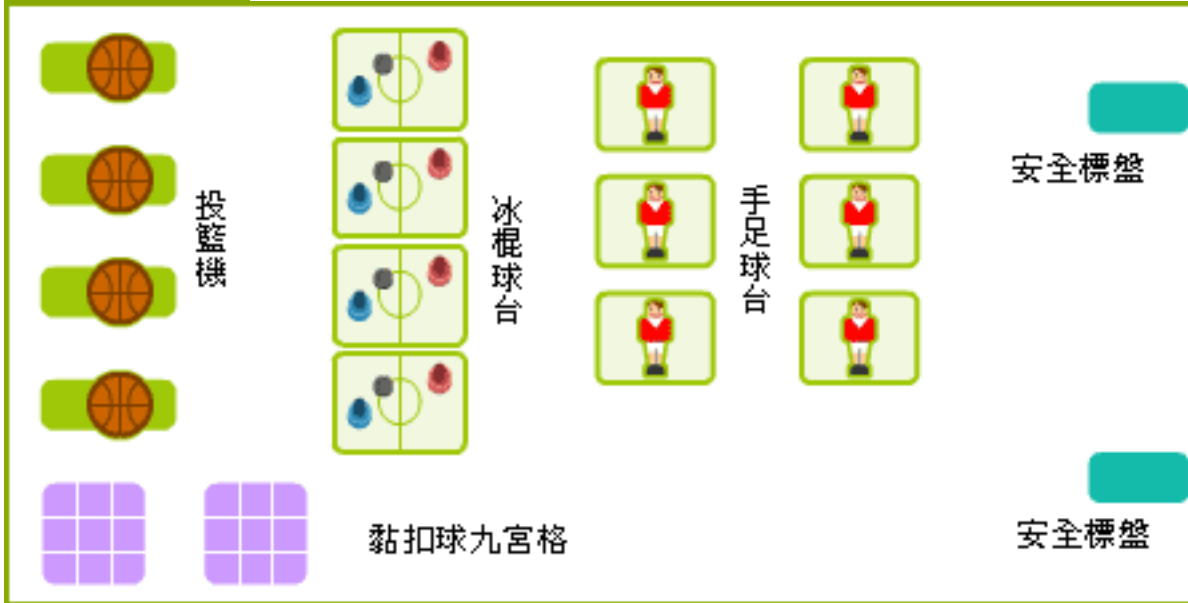 投籃機
冰棍球台
手足球台
安全標盤
黏扣球九宮格
安全標盤